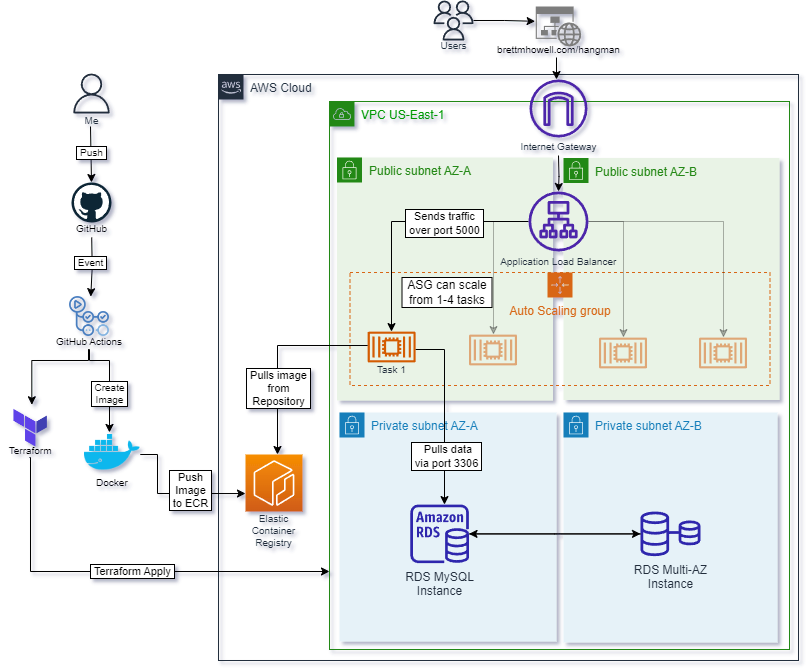 Users
brettmhowell.com/hangman
aws
AWS Cloud
Me
VPC US-East-1
Internet Gateway
Push
Public subnet AZ-A
Public subnet AZ-B
GitHub
Sends traffic
over port 5000
Event
Application Load Balancer
ASG can scale
from 1-4 tasks
Auto Scaling group
GitHub Actions
Task 1
Pulls image
from
Repository
Create
Image
Terraform
Private subnet AZ-A
Private subnet AZ-B
Pulls data
via port 3306
Docker
Push
Image
to ECR
Elastic
Container
Registry
Amazon
RDS
RDS MySQL
Instance
RDS Multi-AZ
Instance
Terraform Apply